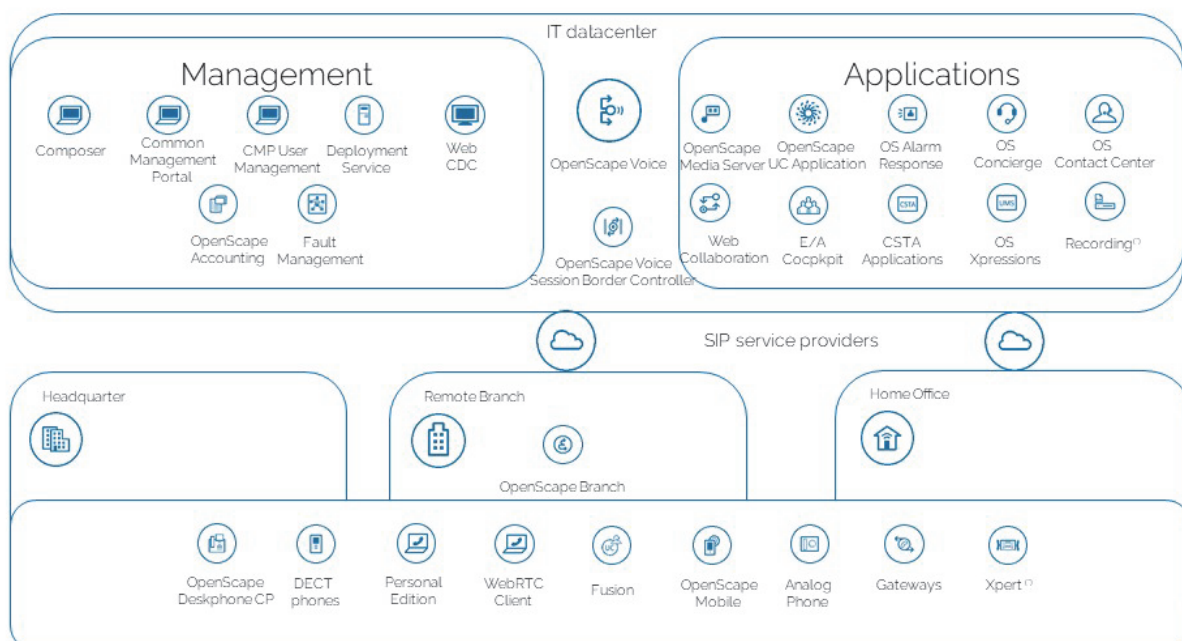 IT datacenter
Management
Composer
Common
Management
Portal
CMP User
Management
Deployment
Service
Web
CDC
OpenScape
Accounting
Fault
Management
OpenScape Voice
OpenScape Voice
Session Border Controller
Applications
OpenScape
Media Server
OpenScape
UC Application
OS Alarm
Response
OS
Concierge
OS
Contact Center
Web
Collaboration
E/A
Cocpkpit
CSTA
CSTA
Applications
UMS
OS
Xpressions
Recording(*)
SIP service providers
Headquarter
Remote Branch
OpenScape Branch
Home Office
OpenScape
Deskphone CP
DECT
phones
Personal
Edition
WebRTC
Client
UC
Fusion
OpenScape
Mobile
Analog
Phone
Gateways
Xpert (*)